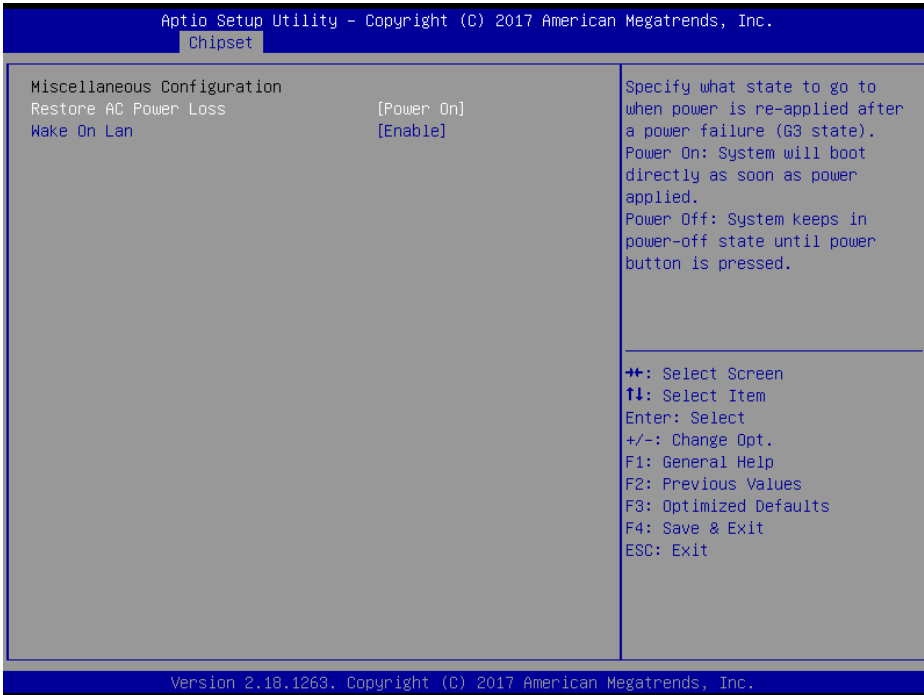 Aptio Setup Utility – Copyright (C) 2017 American Megatrends, Inc.
Chipset
Miscellaneous Configuration
Restore AC Power Loss [Power On]
Wake On Lan [Enable]
Specify what state to go to
when power is re-applied after
a power failure (G3 state).
Power On: System will boot
directly as soon as power
applied.
Power Off: System keeps in
power-off state until power
button is pressed.
→←: Select Screen
↑↓: Select Item
Enter: Select
+/-: Change Opt.
F1: General Help
F2: Previous Values
F3: Optimized Defaults
F4: Save & Exit
ESC: Exit
Version 2.18.1263. Copyright (C) 2017 American Megatrends, Inc.